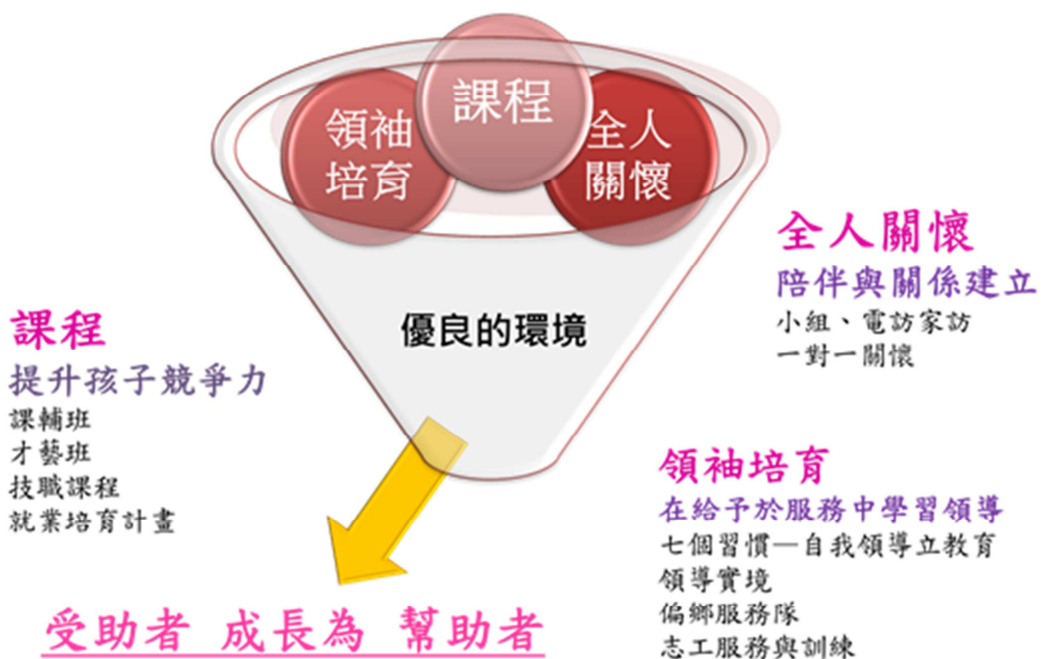 領袖
培育
課程
全人
關懷
優良的環境
全人關懷
陪伴與關係建立
小組、電訪家訪
一對一關懷
課程
提升孩子競爭力
課輔班
才藝班
技職課程
就業培育計畫
領袖培育
在給予於服務中學習領導
七個習慣—自我領導立教育
領導實境
偏鄉服務隊
志工服務與訓練
受助者 成長為 幫助者